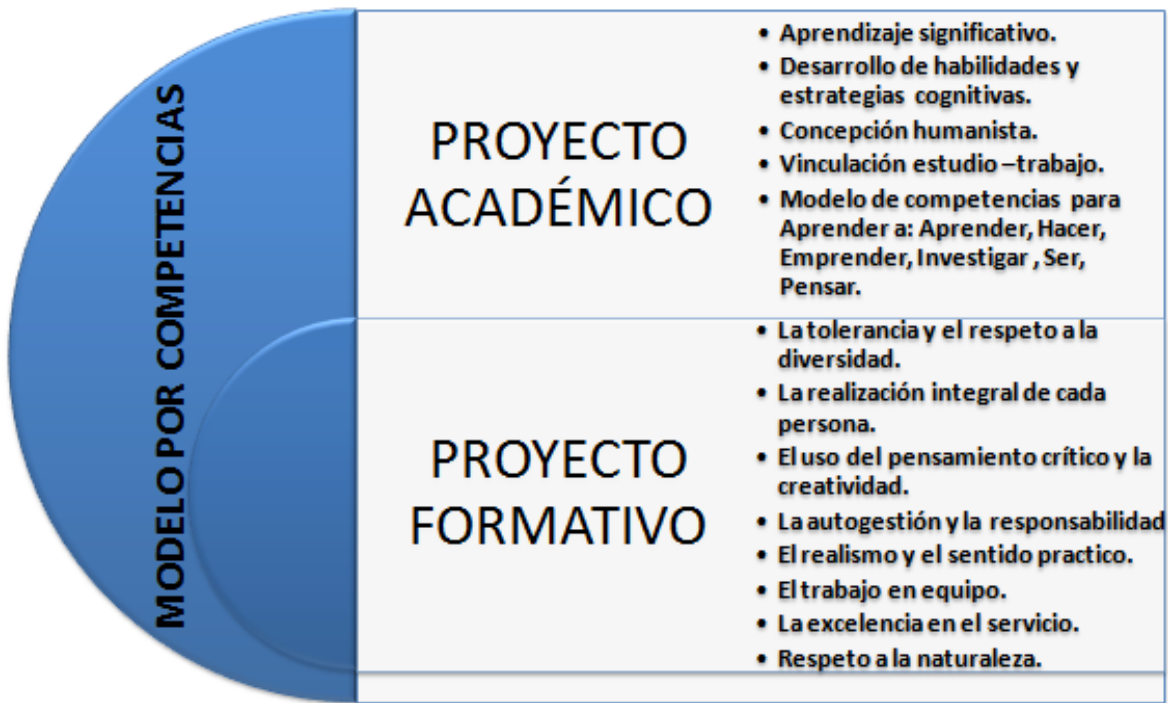 MODELO POR COMPETENCIAS
PROYECTO
ACADÉMICO
• Aprendizaje significativo.
• Desarrollo de habilidades y
estrategias cognitivas.
• Concepción humanista.
• Vinculación estudio –trabajo.
• Modelo de competencias para
Aprender a: Aprender, Hacer,
Emprender, Investigar , Ser,
Pensar.
PROYECTO
FORMATIVO
• La tolerancia y el respeto a la
diversidad.
• La realización integral de cada
persona.
• El uso del pensamiento crítico y la
creatividad.
• La autogestión y la responsabilidad
• El realismo y el sentido practico.
• El trabajo en equipo.
• La excelencia en el servicio.
• Respeto a la naturaleza.